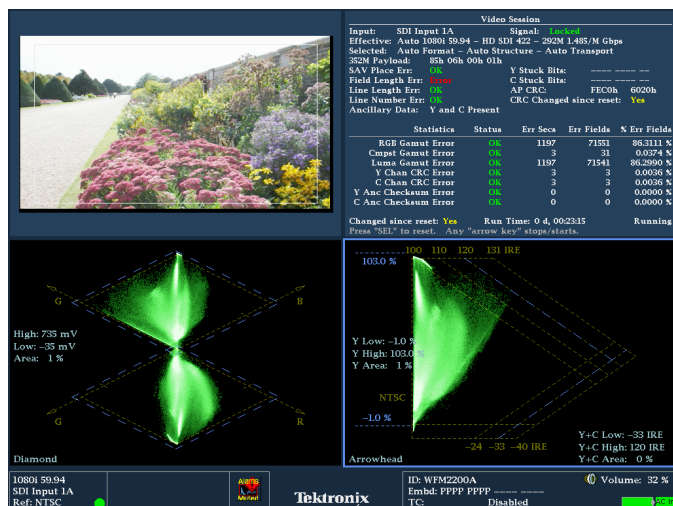 Video Session
Input: SDI Input 1A Signal: Locked
Effective: Auto 1080i 59.94 – HD SDI 422 – 292M 1.485/M Gbps
Selected: Auto Format – Auto Structure – Auto Transport
352M Payload: 85h 06h 00h 01h
SAV Place Err: OK Y Stuck Bits: –––– –––– ––
Field Length Err: Error C Stuck Bits: –––– –––– ––
Line Length Err: OK AP CRC: FEC0h 6020h
Line Number Err: OK CRC Changed since reset: Yes
Ancillary Data: Y and C Present
Statistics Status Err Secs Err Fields % Err Fields
RGB Gamut Error OK 1197 71551 86.3111 %
Cmpst Gamut Error OK 3 31 0.0374 %
Luma Gamut Error OK 1197 71541 86.2990 %
Y Chan CRC Error OK 3 3 0.0036 %
C Chan CRC Error OK 3 3 0.0036 %
Y Anc Checksum Error OK 0 0 0.0000 %
C Anc Checksum Error OK 0 0 0.0000 %
Changed since reset: Yes Run Time: 0 d, 00:23:15 Running
Press "SEL" to reset. Any "arrow key" stops/starts.
G B
High: 735 mV
Low: –35 mV
Area: 1 %
G R
Diamond
100 110 120 131 IRE
103.0 %
Y Low: –1.0 %
Y High: 103.0%
Y Area: 1 %
NTSC
–1.0 %
–24 –33 –40 IRE
Y+C Low: –33 IRE
Y+C High: 120 IRE
Y+C Area: 0 %
Arrowhead
1080i 59.94
SDI Input 1A
Ref: NTSC
Alarms
Muted
Tektronix
ID: WFM2200A Volume: 32 %
Embd: PPPP PPPP –––– ––––
TC: Disabled